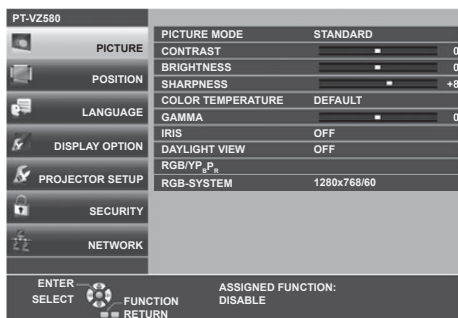 PT-VZ580
PICTURE
POSITION
LANGUAGE
DISPLAY OPTION
PROJECTOR SETUP
SECURITY
NETWORK
PICTURE MODE STANDARD
CONTRAST 0
BRIGHTNESS 0
SHARPNESS +8
COLOR TEMPERATURE DEFAULT
GAMMA 0
IRIS OFF
DAYLIGHT VIEW OFF
RGB/YPBPR
RGB-SYSTEM 1280x768/60
ENTER
SELECT
FUNCTION
RETURN
ASSIGNED FUNCTION:
DISABLE